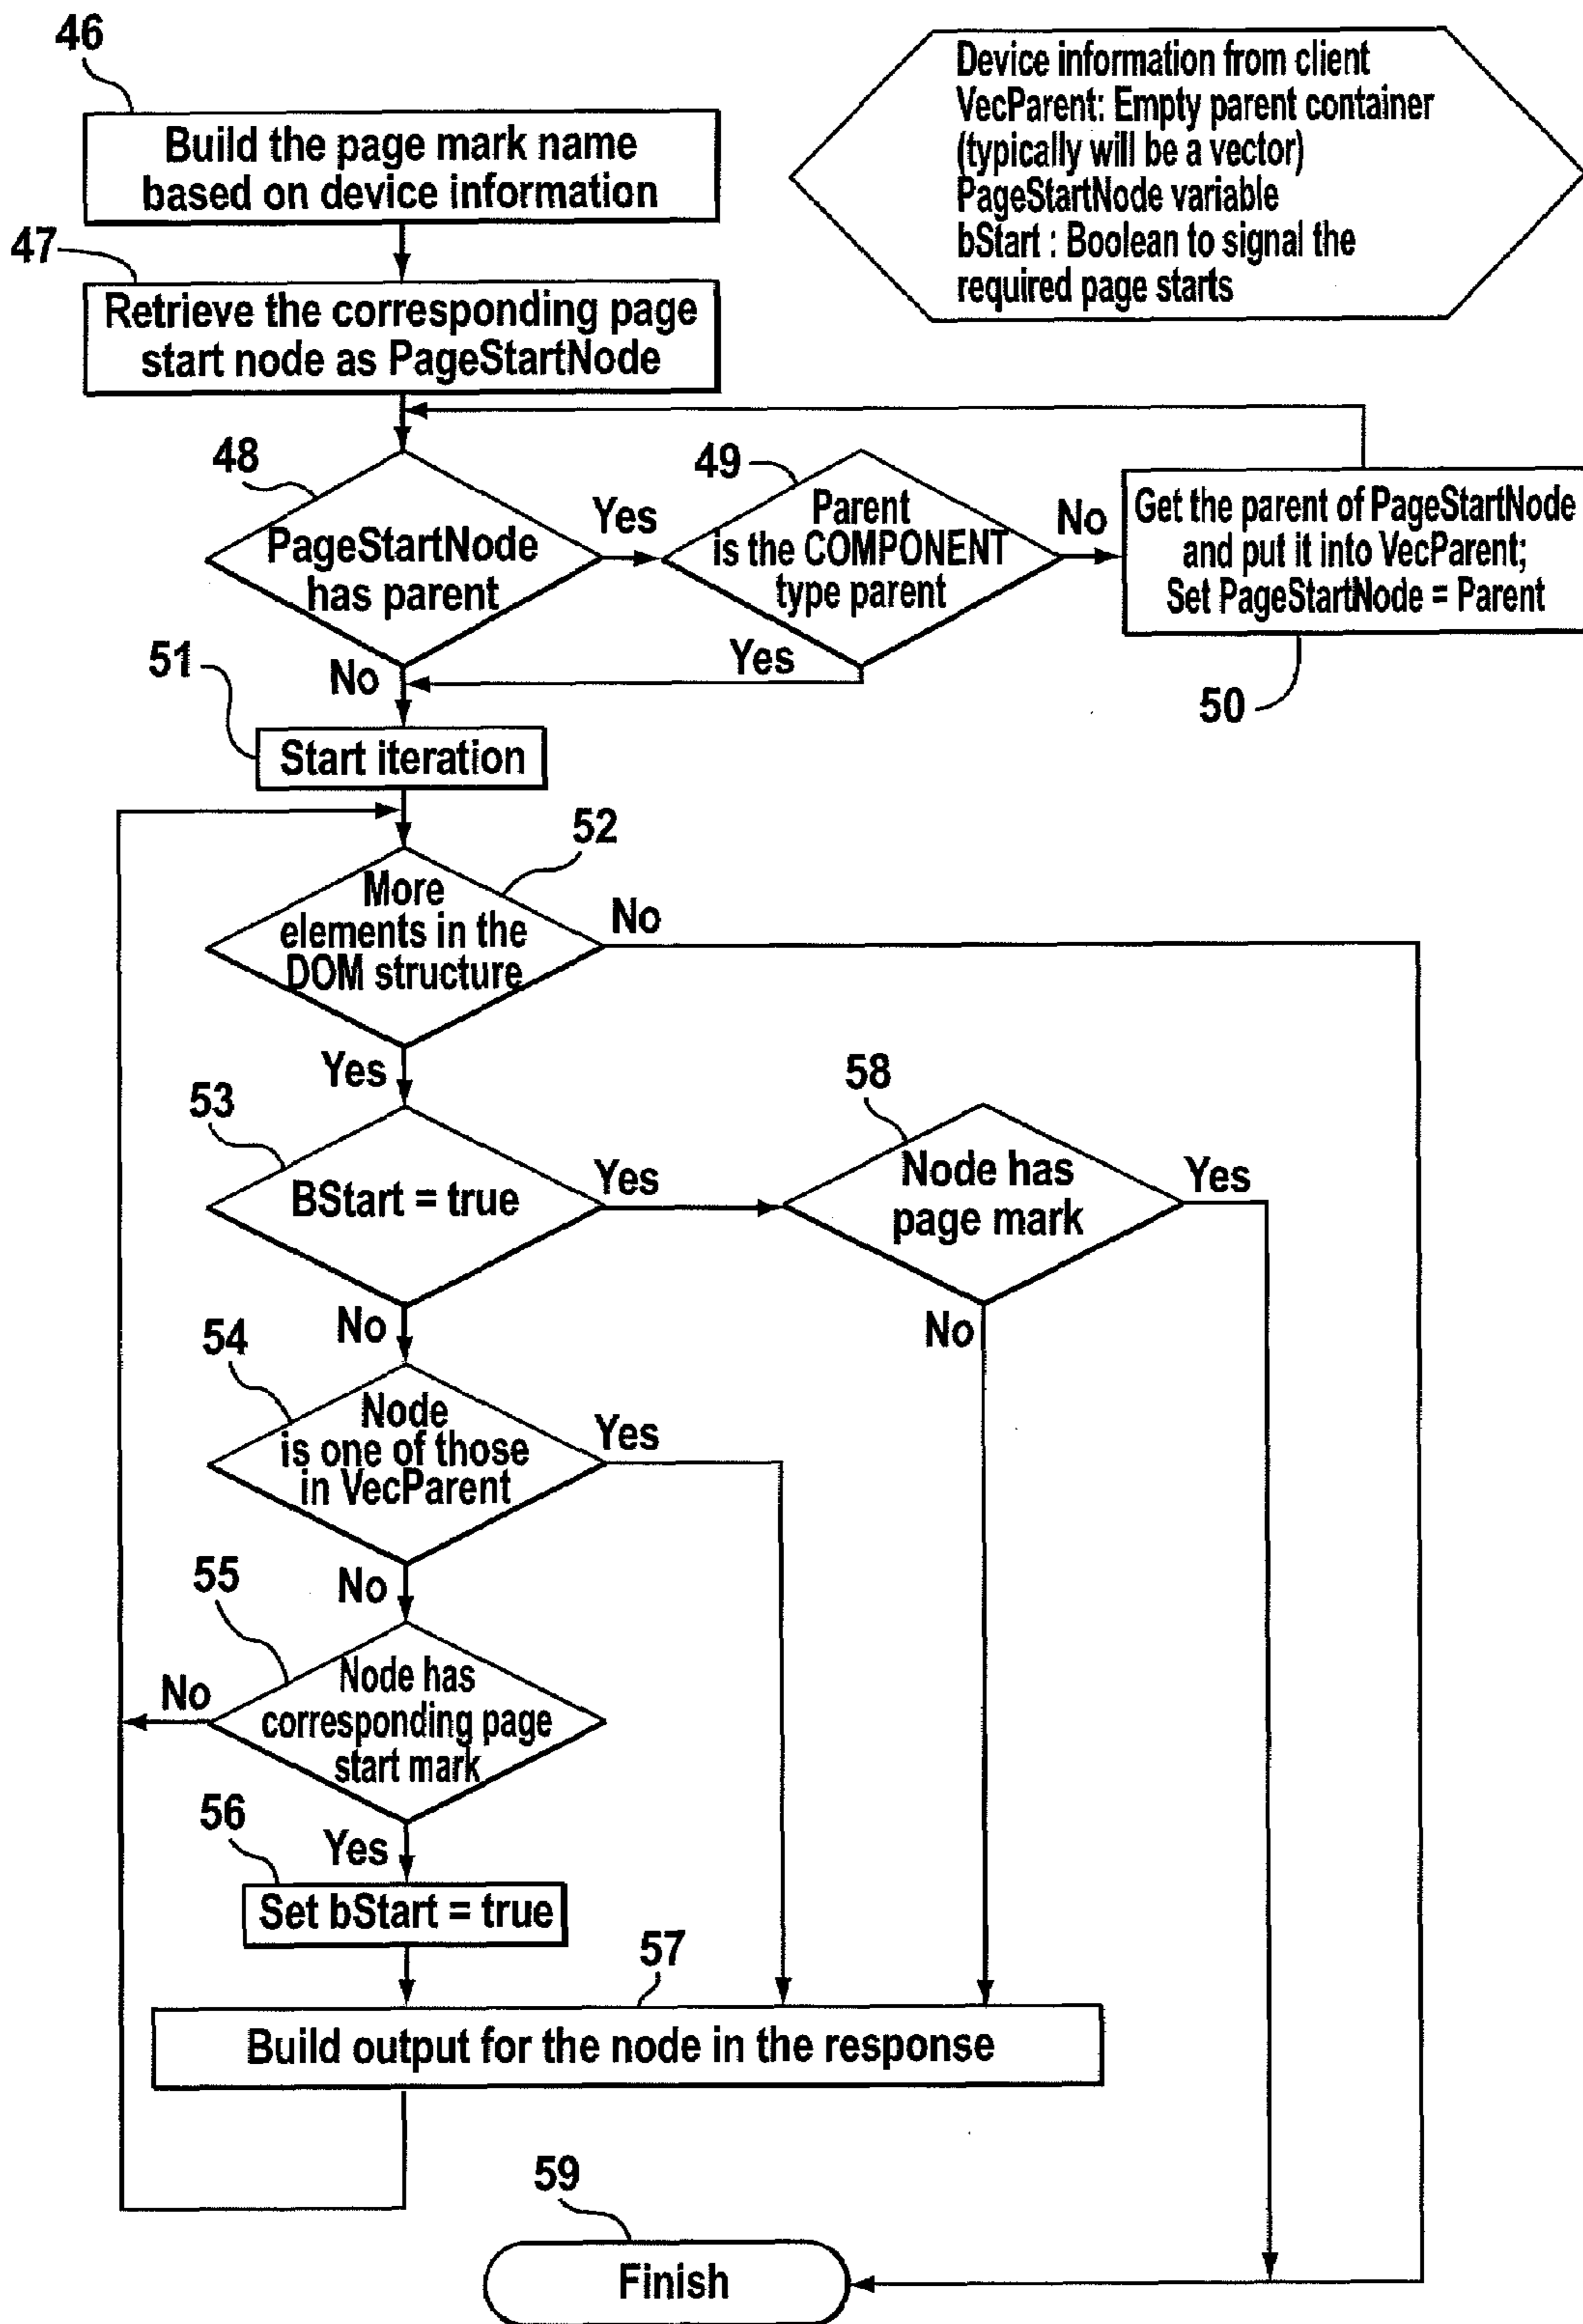 46
Build the page mark name
based on device information
Device information from client
VecParent: Empty parent container
(typically will be a vector)
PageStartNode variable
bStart : Boolean to signal the
required page starts
47
Retrieve the corresponding page
start node as PageStartNode
48
PageStartNode
has parent
Yes
No
49
Parent
is the COMPONENT
type parent
No
Yes
Get the parent of PageStartNode
and put it into VecParent;
Set PageStartNode = Parent
50
51
Start iteration
52
More
elements in the
DOM structure
No
Yes
53
BStart = true
Yes
No
58
Node has
page mark
Yes
No
54
Node
is one of those
in VecParent
Yes
No
55
Node has
corresponding page
start mark
No
Yes
56
Set bStart = true
57
Build output for the node in the response
59
Finish